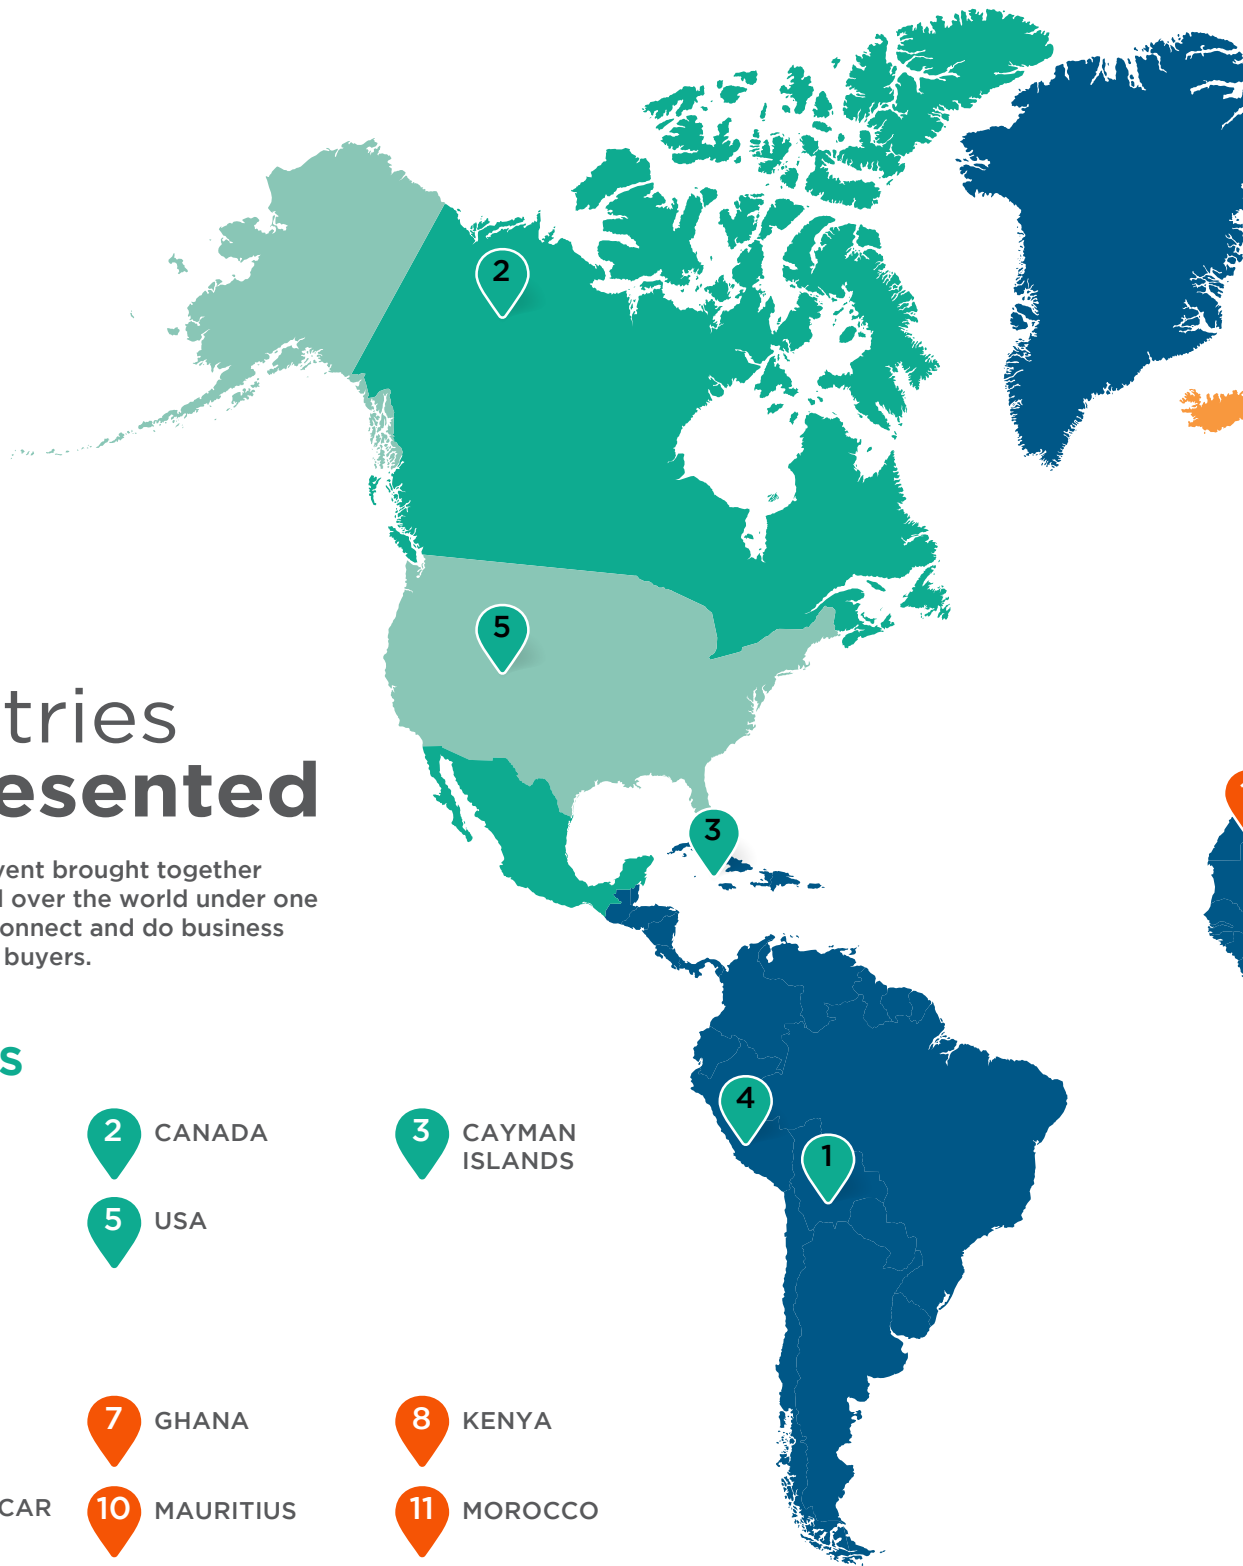 2
5
tries
esented
3
vent brought together
l over the world under one
onnect and do business
buyers.
s
4
1
2 CANADA
3 CAYMAN
ISLANDS
5 USA
7 GHANA
8 KENYA
CAR
10 MAURITIUS
11 MOROCCO